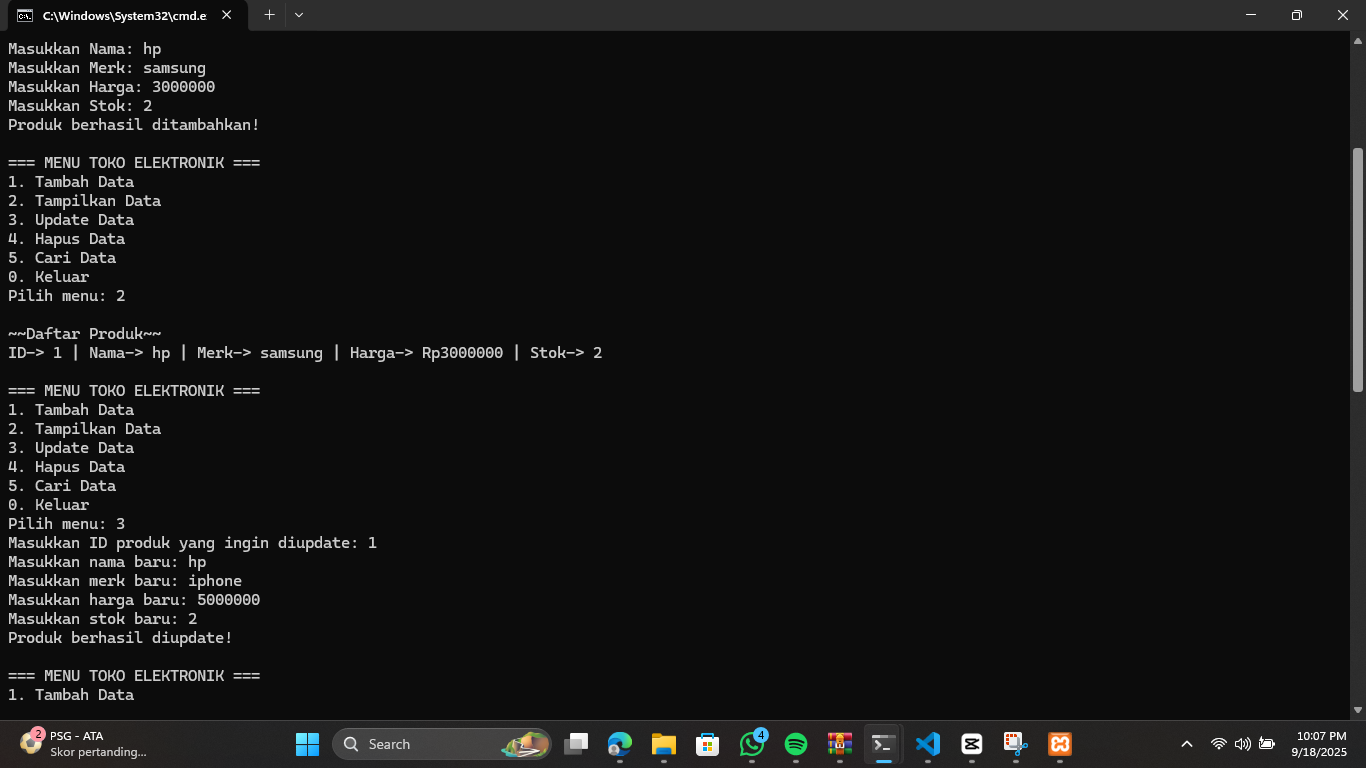 C:\Windows\System32\cmd.e
Masukkan Nama: hp
Masukkan Merk: samsung
Masukkan Harga: 3000000
Masukkan Stok: 2
Produk berhasil ditambahkan!
=== MENU TOKO ELEKTRONIK ===
1. Tambah Data
2. Tampilkan Data
3. Update Data
4. Hapus Data
5. Cari Data
0. Keluar
Pilih menu: 2
~~Daftar Produk~~
ID-> 1 | Nama-> hp | Merk-> samsung | Harga-> Rp3000000 | Stok-> 2
=== MENU TOKO ELEKTRONIK ===
1. Tambah Data
2. Tampilkan Data
3. Update Data
4. Hapus Data
5. Cari Data
0. Keluar
Pilih menu: 3
Masukkan ID produk yang ingin diupdate: 1
Masukkan nama baru: hp
Masukkan merk baru: iphone
Masukkan harga baru: 5000000
Masukkan stok baru: 2
Produk berhasil diupdate!
=== MENU TOKO ELEKTRONIK ===
1. Tambah Data
2
PSG - ATA
Skor pertanding...
Search
4
10:07 PM
9/18/2025